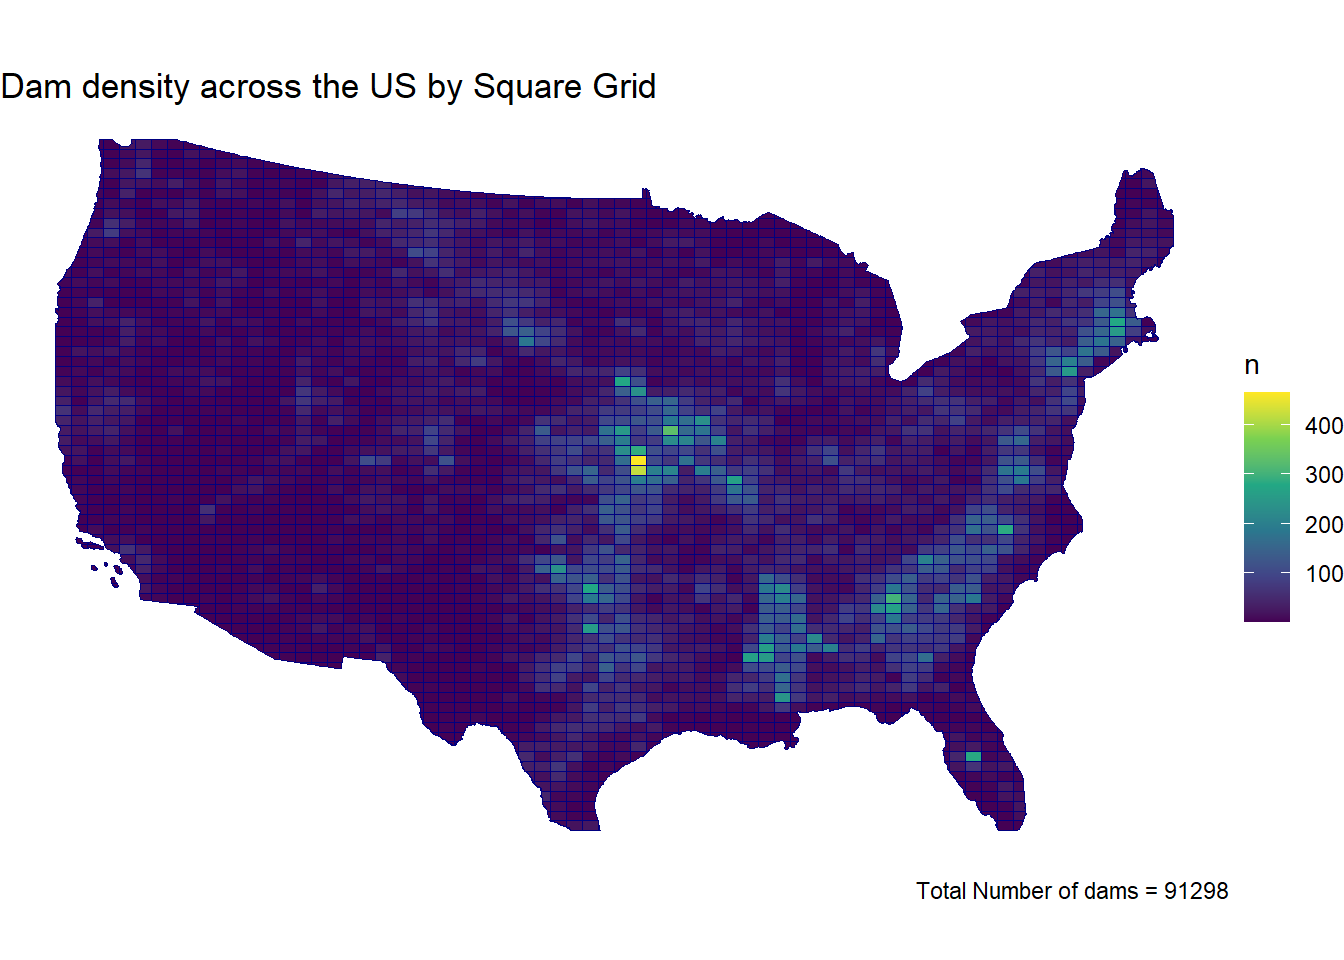 Dam density across the US by Square Grid
n
400
300
200
100
Total Number of dams = 91298